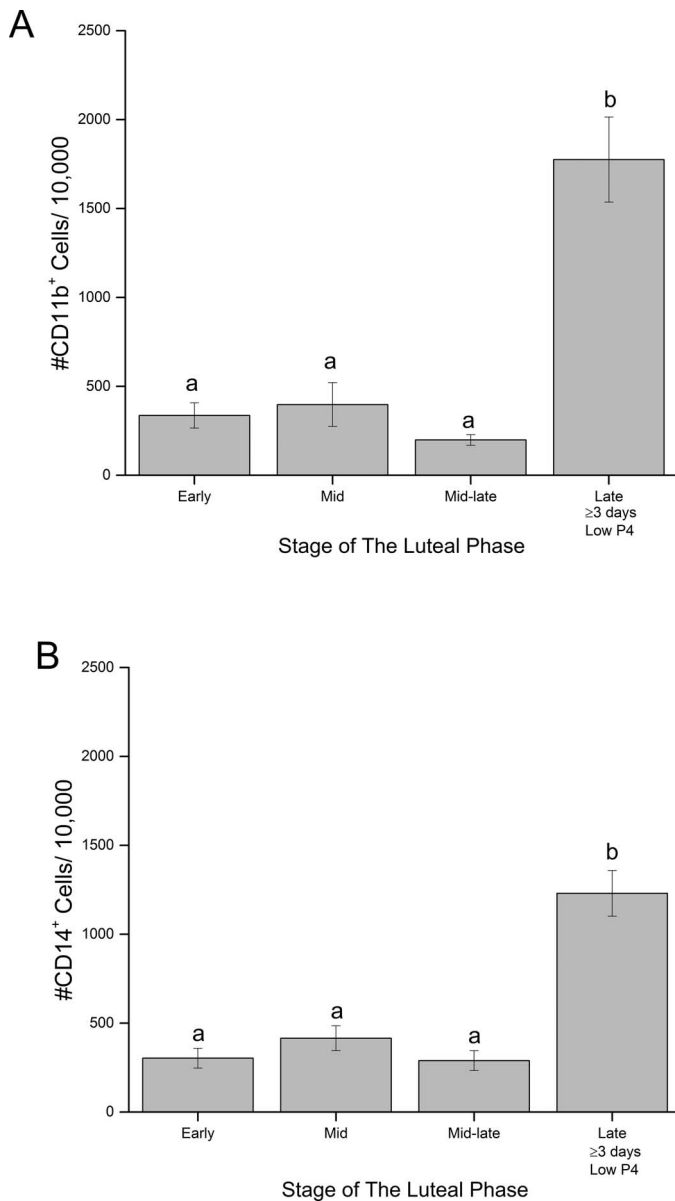 A
2500
2000
1500
1000
500
0
#CD11b⁺ Cells/ 10,000
a
a
a
b
Early
Mid
Mid-late
Late
≥3 days
Low P4
Stage of The Luteal Phase
B
2500
2000
1500
1000
500
0
#CD14⁺ Cells/ 10,000
a
a
a
b
Early
Mid
Mid-late
Late
≥3 days
Low P4
Stage of The Luteal Phase